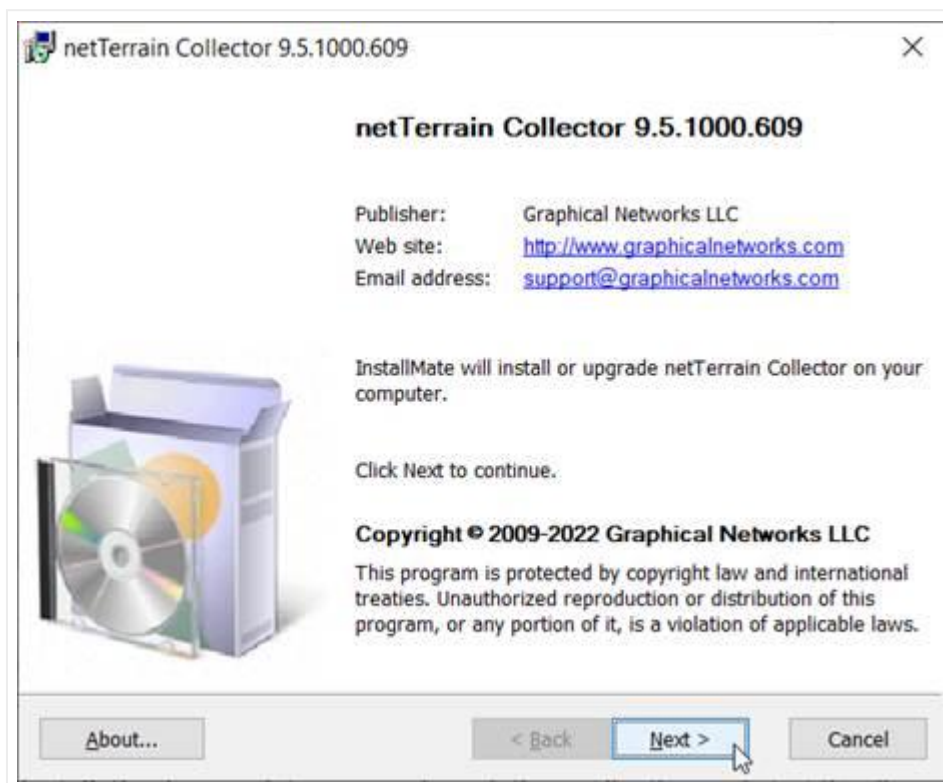 netTerrain Collector 9.5.1000.609
netTerrain Collector 9.5.1000.609
Publisher: Graphical Networks LLC
Web site: http://www.graphicalnetworks.com
Email address: support@graphicalnetworks.com
InstallMate will install or upgrade netTerrain Collector on your
computer.
Click Next to continue.
Copyright © 2009-2022 Graphical Networks LLC
This program is protected by copyright law and international
treaties. Unauthorized reproduction or distribution of this
program, or any portion of it, is a violation of applicable laws.
About... < Back Next > Cancel